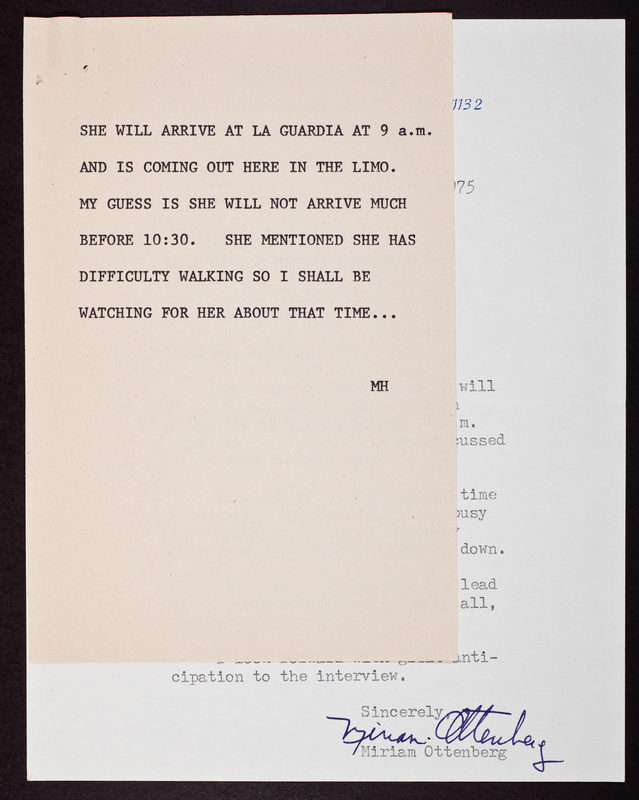 SHE WILL ARRIVE AT LA GUARDIA AT 9 a.m.
AND IS COMING OUT HERE IN THE LIMO.
MY GUESS IS SHE WILL NOT ARRIVE MUCH
BEFORE 10:30.   SHE MENTIONED SHE HAS
DIFFICULTY WALKING SO I SHALL BE
WATCHING FOR HER ABOUT THAT TIME...
MH
1132
975
will
m.
cussed
time
busy
down.
lead
all,
anti-
cipation to the interview.
Sincerely,
Miriam Ottenberg
Miriam Ottenberg